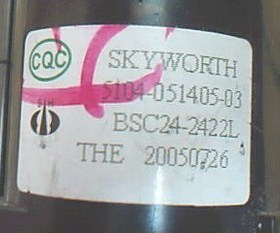 CQC
SKYWORTH
5104-051405-03
BSC24-2422L
THE 20050726